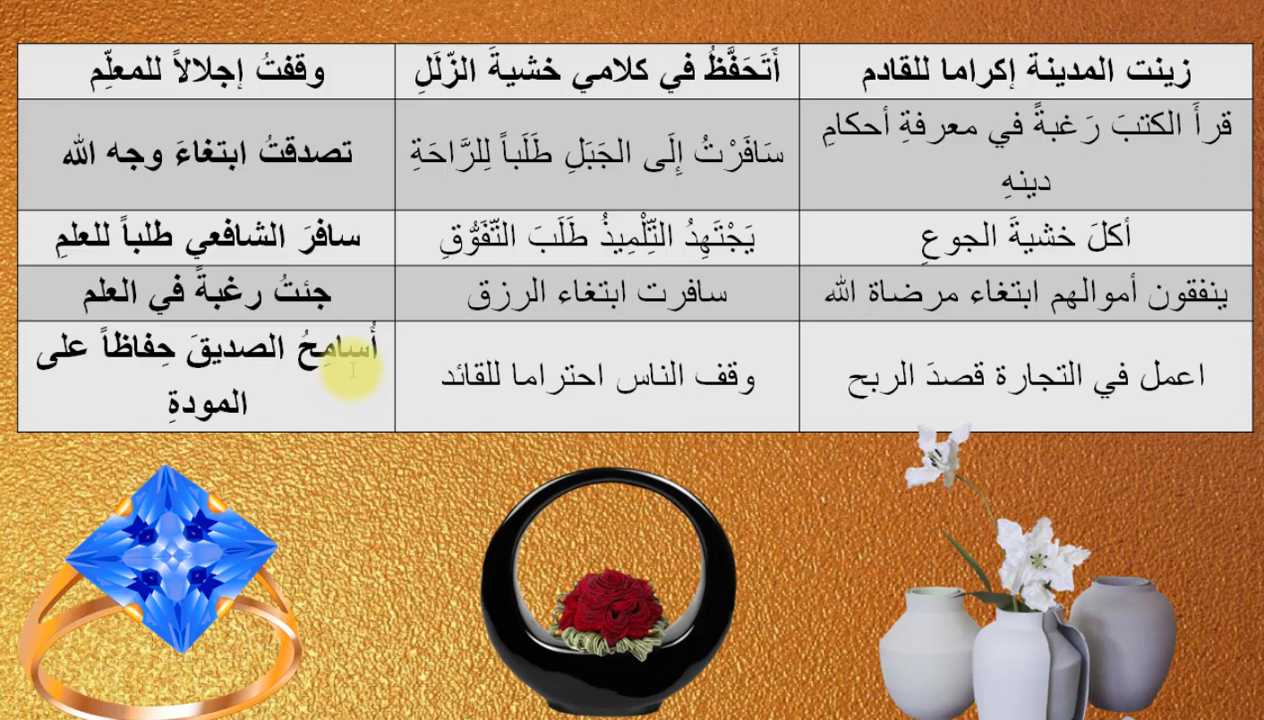 زينت المدينة إكراما للقادم
أَتَحَفَّظُ في كلامي خشيةَ الزّلَلِ
وقفتُ إجلالاً للمعلِّم
قرأَ الكتبَ رَغبةً في معرفةِ أحكامِ
دينهِ
سَافَرْتُ إِلَى الجَبَلِ طَلَباً لِلرَّاحَةِ
تصدقتُ ابتغاءَ وجه الله
أكلَ خشيةَ الجوعِ
يَجْتَهِدُ التِّلْمِيذُ طَلَبَ التَّفَوُّقِ
سافرَ الشافعي طلباً للعلمِ
ينفقون أموالهم ابتغاء مرضاة الله
سافرت ابتغاء الرزق
جئتُ رغبةً في العلم
اعمل في التجارة قصدَ الربح
وقف الناس احتراما للقائد
أُسامِحُ الصديقَ حِفاظاً على
المودةِ